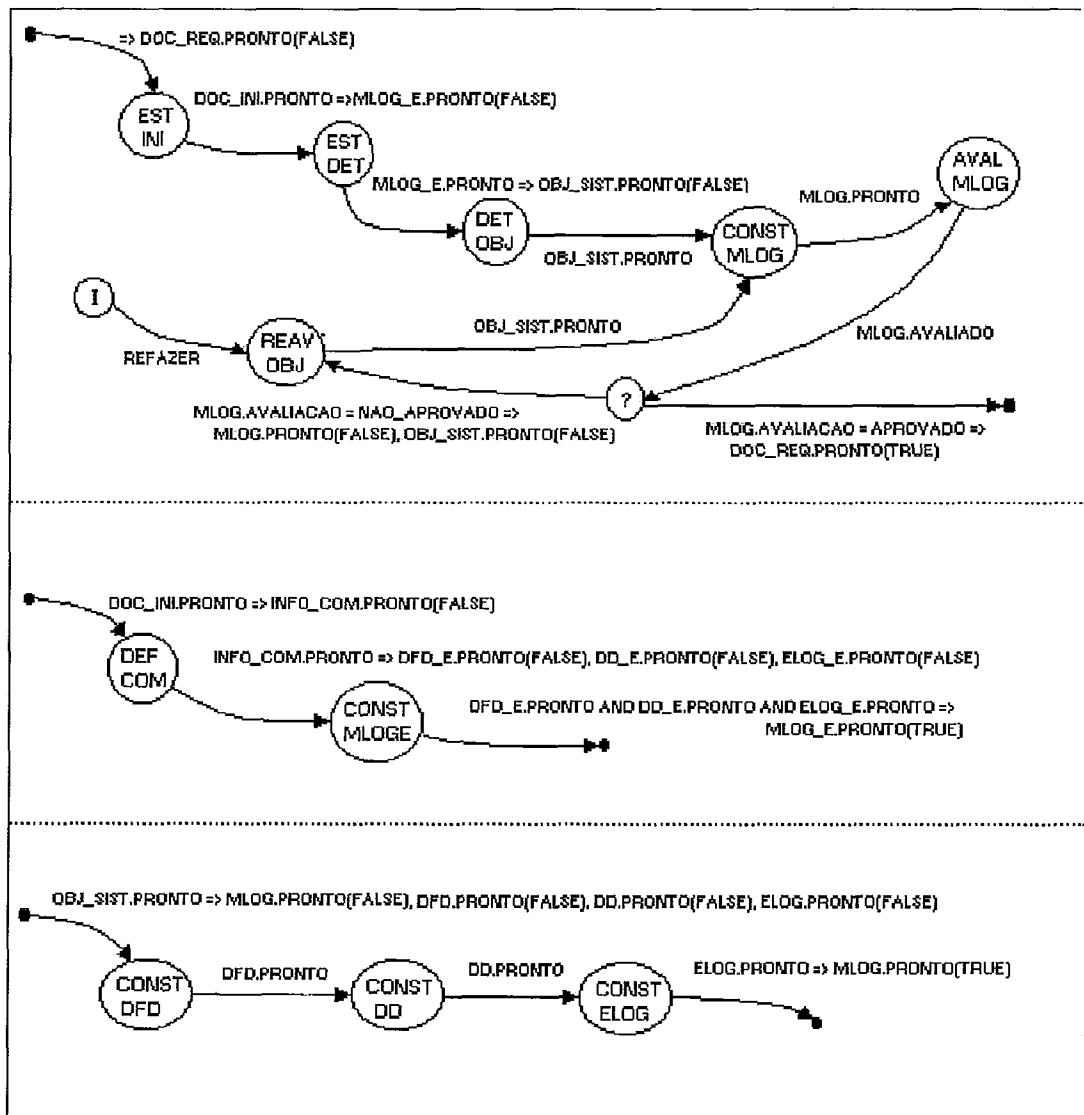 => DOC_REQ.PRONTO(FALSE)
DOC_INI.PRONTO =>MLOG_E.PRONTO(FALSE)
EST
INI
EST
DET
AVAL
MLOG
MLOG_E.PRONTO => OBJ_SIST.PRONTO(FALSE)
MLOG.PRONTO
DET
OBJ
CONST
MLOG
OBJ_SIST.PRONTO
I
OBJ_SIST.PRONTO
MLOG.AVALIADO
REFAZER
REAV
OBJ
?
MLOG.AVALIACAO = NAO_APROVADO =>
MLOG.PRONTO(FALSE), OBJ_SIST.PRONTO(FALSE)
MLOG.AVALIACAO = APROVADO =>
DOC_REQ.PRONTO(TRUE)
DOC_INI.PRONTO => INFO_COM.PRONTO(FALSE)
DEF
COM
INFO_COM.PRONTO => DFD_E.PRONTO(FALSE), DD_E.PRONTO(FALSE), ELOG_E.PRONTO(FALSE)
CONST
MLOGE
DFD_E.PRONTO AND DD_E.PRONTO AND ELOG_E.PRONTO =>
MLOG_E.PRONTO(TRUE)
OBJ_SIST.PRONTO => MLOG.PRONTO(FALSE), DFD.PRONTO(FALSE), DD.PRONTO(FALSE), ELOG.PRONTO(FALSE)
CONST
DFD
DFD.PRONTO
CONST
DD
DD.PRONTO
CONST
ELOG
ELOG.PRONTO => MLOG.PRONTO(TRUE)